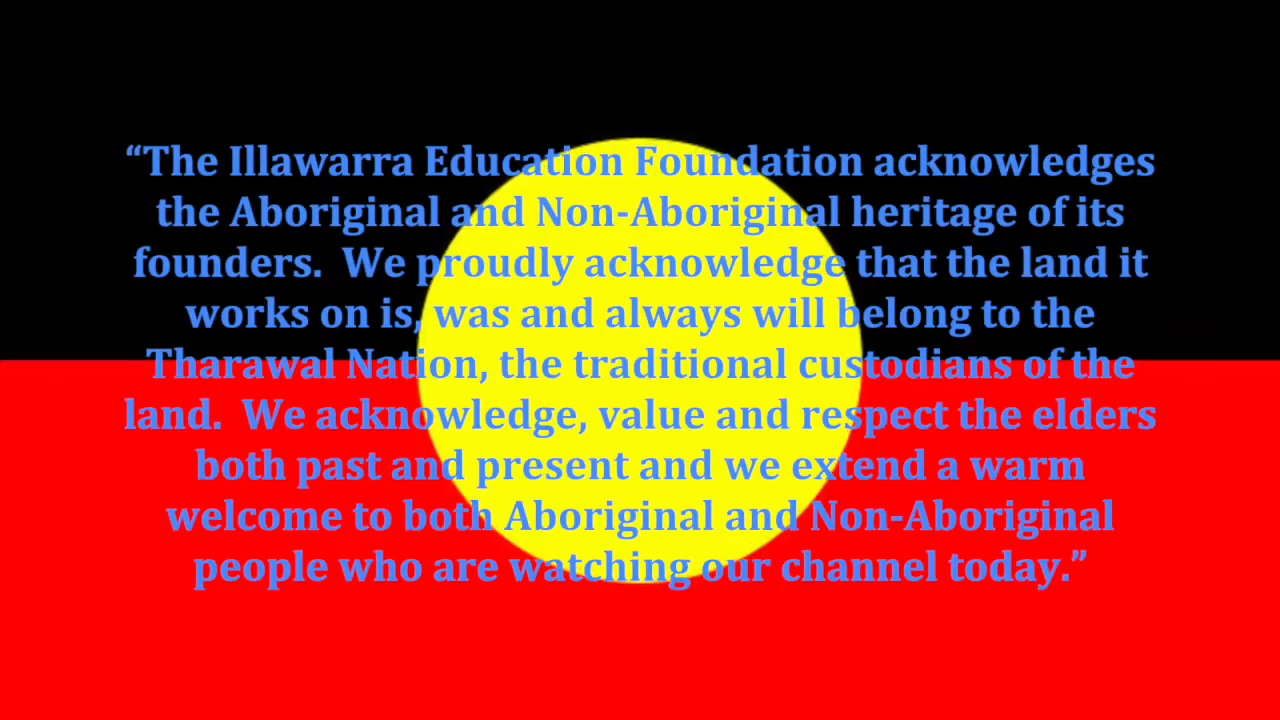 “The Illawarra Education Foundation acknowledges
the Aboriginal and Non-Aboriginal heritage of its
founders.  We proudly acknowledge that the land it
works on is, was and always will belong to the
Tharawal Nation, the traditional custodians of the
land.  We acknowledge, value and respect the elders
both past and present and we extend a warm
welcome to both Aboriginal and Non-Aboriginal
people who are watching our channel today.”